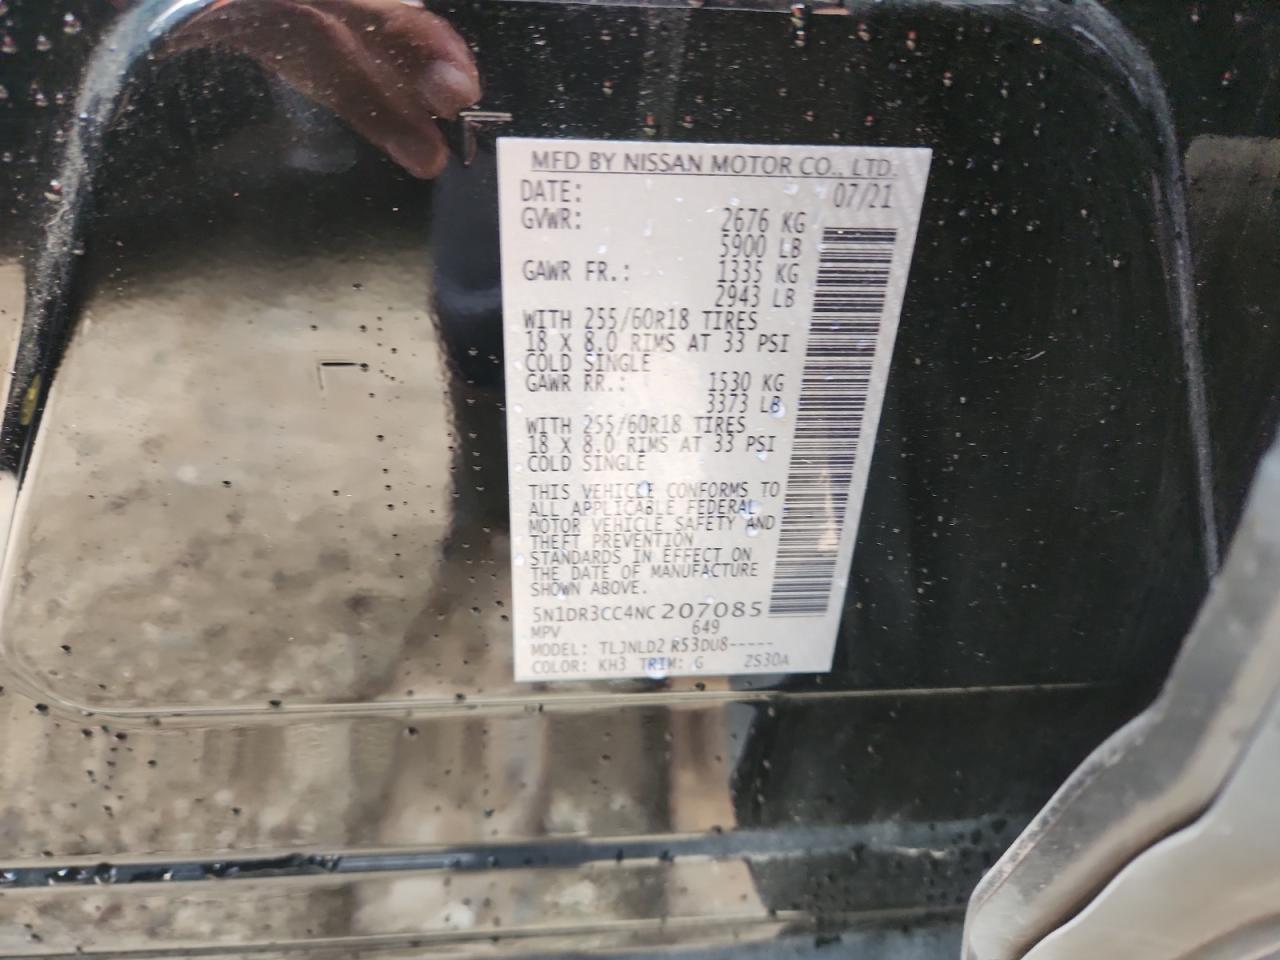 MFD BY NISSAN MOTOR CO., LTD.
DATE: 07/21
GVWR: 2676 KG
5900 LB
GAWR FR.: 1335 KG
2943 LB
WITH 255/60R18 TIRES
18 X 8.0 RIMS AT 33 PSI
COLD SINGLE
GAWR RR.: 1530 KG
3373 LB
WITH 255/60R18 TIRES
18 X 8.0 RIMS AT 33 PSI
COLD SINGLE
THIS VEHICLE CONFORMS TO
ALL APPLICABLE FEDERAL
MOTOR VEHICLE SAFETY AND
THEFT PREVENTION
STANDARDS IN EFFECT ON
THE DATE OF MANUFACTURE
SHOWN ABOVE.
5N1DR3CC4NC207085
MPV 649
MODEL: TLJNLD2 R53DU8-----
COLOR: KH3 TRIM: G ZS30A